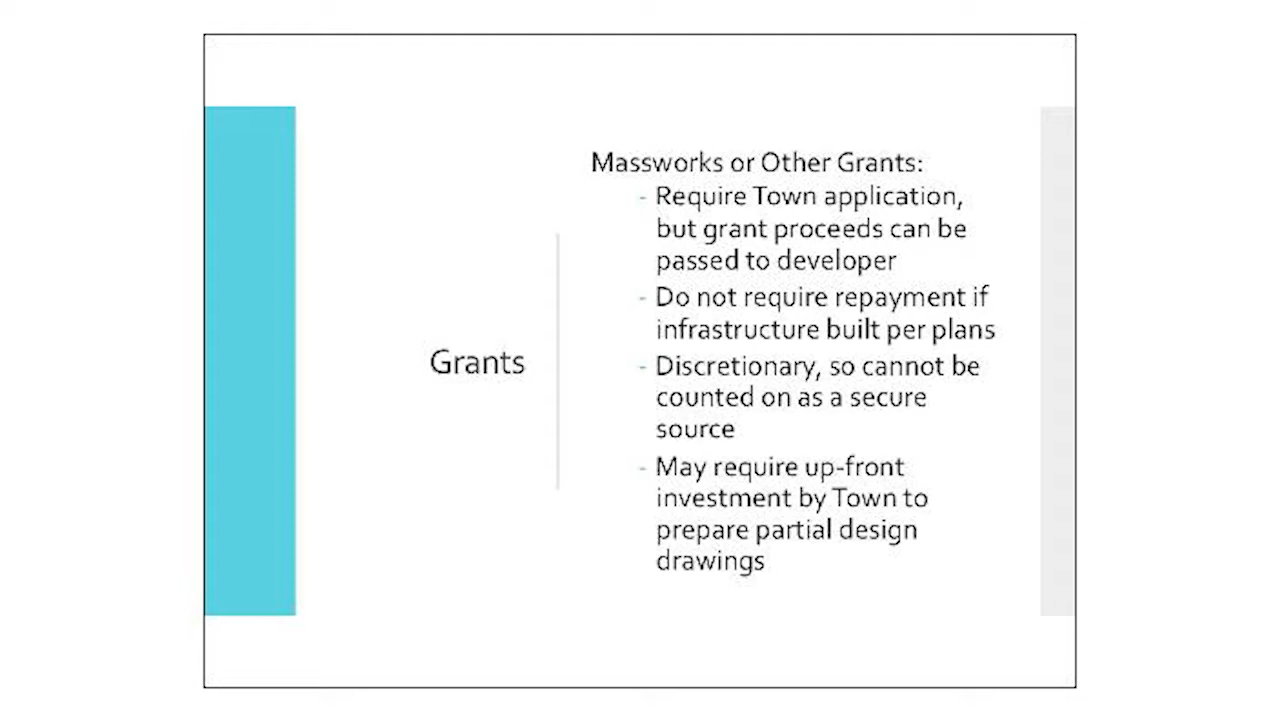 Grants
Massworks or Other Grants:
- Require Town application,
but grant proceeds can be
passed to developer
- Do not require repayment if
infrastructure built per plans
- Discretionary, so cannot be
counted on as a secure
source
- May require up-front
investment by Town to
prepare partial design
drawings